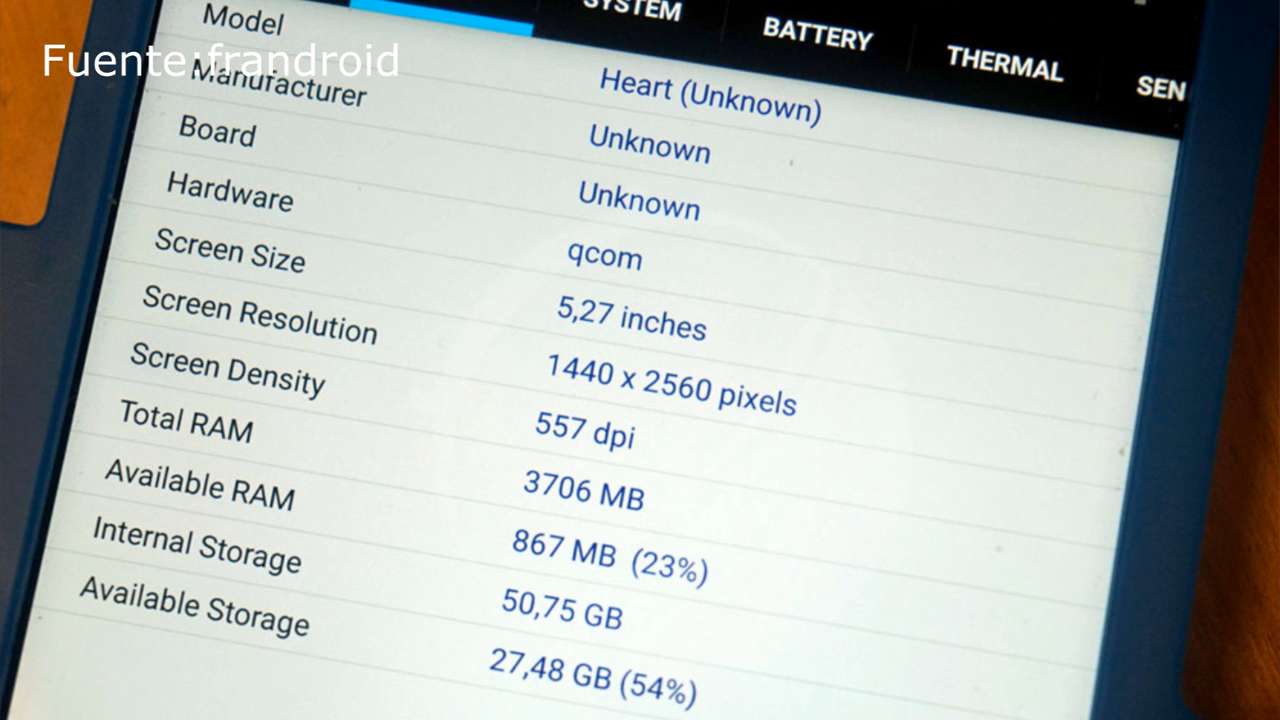 SYSTEM BATTERY THERMAL SEN
Fuente:frandroid
Model Heart (Unknown)
Manufacturer Unknown
Board Unknown
Hardware qcom
Screen Size 5,27 inches
Screen Resolution 1440 x 2560 pixels
Screen Density 557 dpi
Total RAM 3706 MB
Available RAM 867 MB (23%)
Internal Storage 50,75 GB
Available Storage 27,48 GB (54%)